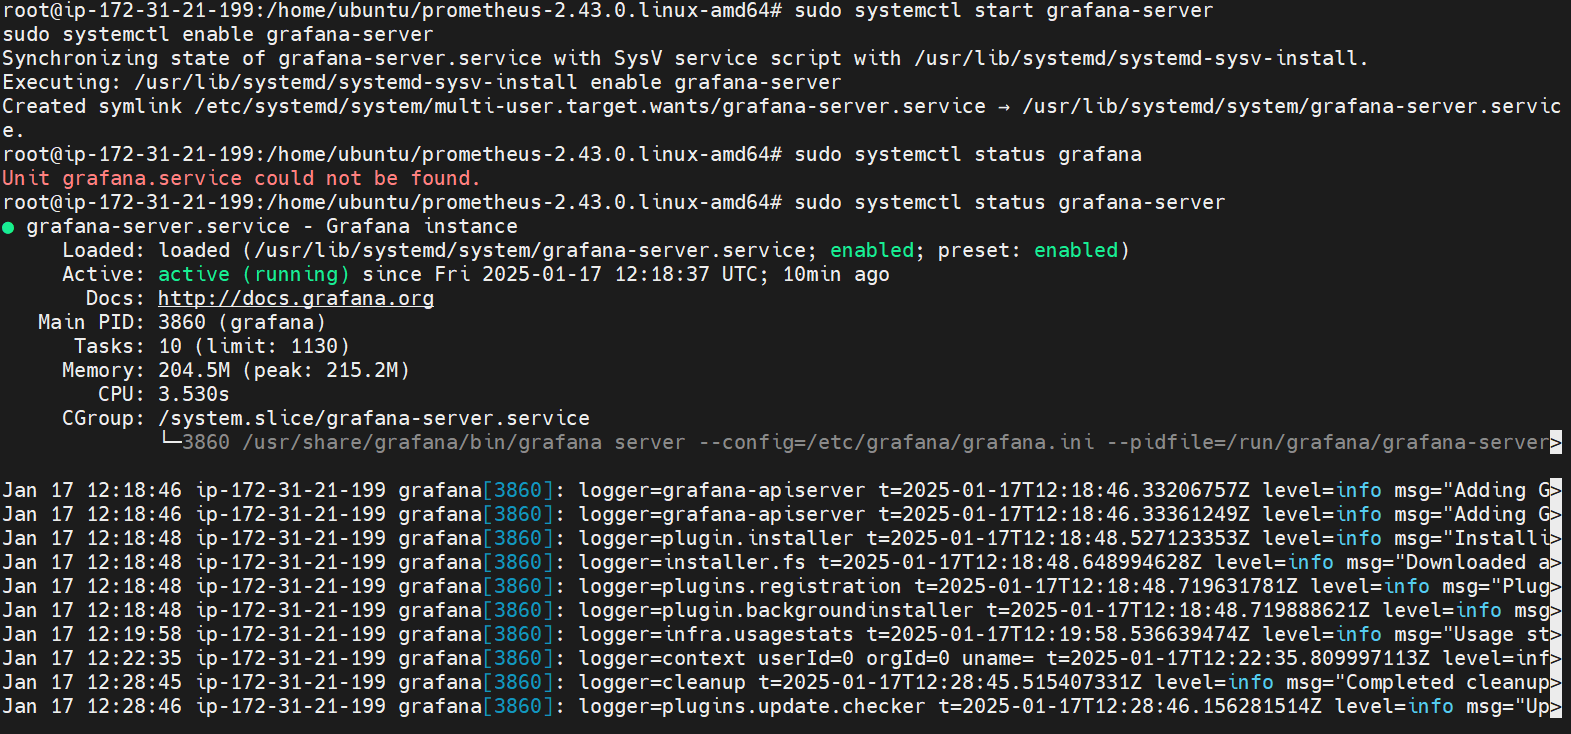 root@ip-172-31-21-199:/home/ubuntu/prometheus-2.43.0.linux-amd64# sudo systemctl start grafana-server
sudo systemctl enable grafana-server
Synchronizing state of grafana-server.service with SysV service script with /usr/lib/systemd/systemd-sysv-install.
Executing: /usr/lib/systemd/systemd-sysv-install enable grafana-server
Created symlink /etc/systemd/system/multi-user.target.wants/grafana-server.service → /usr/lib/systemd/system/grafana-server.servic
e.
root@ip-172-31-21-199:/home/ubuntu/prometheus-2.43.0.linux-amd64# sudo systemctl status grafana
Unit grafana.service could not be found.
root@ip-172-31-21-199:/home/ubuntu/prometheus-2.43.0.linux-amd64# sudo systemctl status grafana-server
● grafana-server.service - Grafana instance
     Loaded: loaded (/usr/lib/systemd/system/grafana-server.service; enabled; preset: enabled)
     Active: active (running) since Fri 2025-01-17 12:18:37 UTC; 10min ago
       Docs: http://docs.grafana.org
   Main PID: 3860 (grafana)
      Tasks: 10 (limit: 1130)
     Memory: 204.5M (peak: 215.2M)
        CPU: 3.530s
     CGroup: /system.slice/grafana-server.service
             └─3860 /usr/share/grafana/bin/grafana server --config=/etc/grafana/grafana.ini --pidfile=/run/grafana/grafana-server>
Jan 17 12:18:46 ip-172-31-21-199 grafana[3860]: logger=grafana-apiserver t=2025-01-17T12:18:46.33206757Z level=info msg="Adding G>
Jan 17 12:18:46 ip-172-31-21-199 grafana[3860]: logger=grafana-apiserver t=2025-01-17T12:18:46.33361249Z level=info msg="Adding G>
Jan 17 12:18:48 ip-172-31-21-199 grafana[3860]: logger=plugin.installer t=2025-01-17T12:18:48.527123353Z level=info msg="Installi>
Jan 17 12:18:48 ip-172-31-21-199 grafana[3860]: logger=installer.fs t=2025-01-17T12:18:48.648994628Z level=info msg="Downloaded a>
Jan 17 12:18:48 ip-172-31-21-199 grafana[3860]: logger=plugins.registration t=2025-01-17T12:18:48.719631781Z level=info msg="Plug>
Jan 17 12:18:48 ip-172-31-21-199 grafana[3860]: logger=plugin.backgroundinstaller t=2025-01-17T12:18:48.719888621Z level=info msg>
Jan 17 12:19:58 ip-172-31-21-199 grafana[3860]: logger=infra.usagestats t=2025-01-17T12:19:58.536639474Z level=info msg="Usage st>
Jan 17 12:22:35 ip-172-31-21-199 grafana[3860]: logger=context userId=0 orgId=0 uname= t=2025-01-17T12:22:35.809997113Z level=inf>
Jan 17 12:28:45 ip-172-31-21-199 grafana[3860]: logger=cleanup t=2025-01-17T12:28:45.515407331Z level=info msg="Completed cleanup>
Jan 17 12:28:46 ip-172-31-21-199 grafana[3860]: logger=plugins.update.checker t=2025-01-17T12:28:46.156281514Z level=info msg="Up>